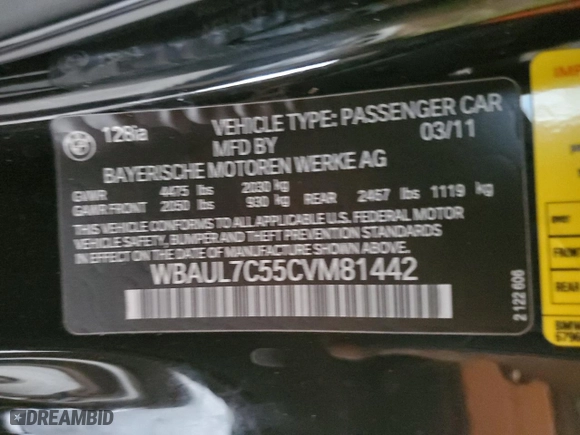 128ia
VEHICLE TYPE: PASSENGER CAR
MFD BY 03/11
BAYERISCHE MOTOREN WERKE AG
GVWR 4475 lbs 2030 kg
GAWR FRONT 2050 lbs 930 kg REAR 2467 lbs 1119 kg
THIS VEHICLE CONFORMS TO ALL APPLICABLE U.S. FEDERAL MOTOR
VEHICLE SAFETY, BUMPER, AND THEFT PREVENTION STANDARDS IN
EFFECT ON THE DATE OF MANUFACTURE SHOWN ABOVE.
WBAUL7C55CVM81442
2 122 606
REAR
BMW
DREAMBID